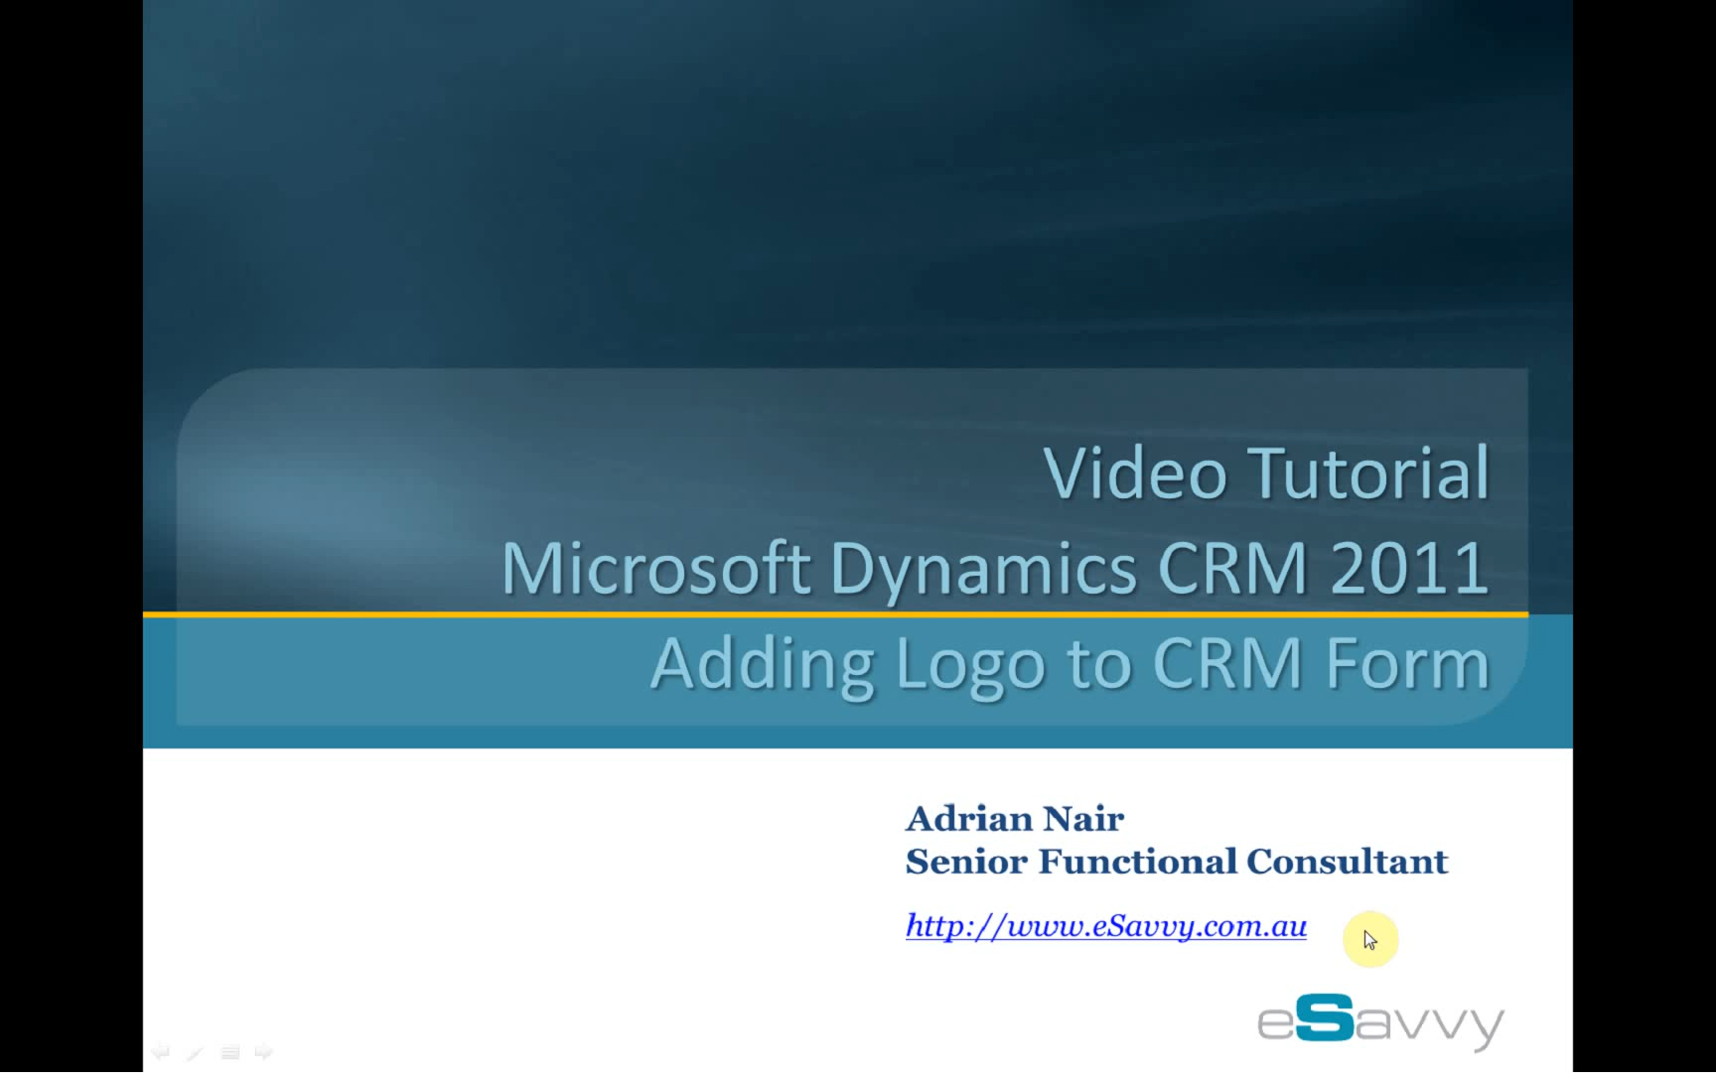 Video Tutorial
Microsoft Dynamics CRM 2011
Adding Logo to CRM Form
Adrian Nair
Senior Functional Consultant
http://www.eSavvy.com.au
eSavvy